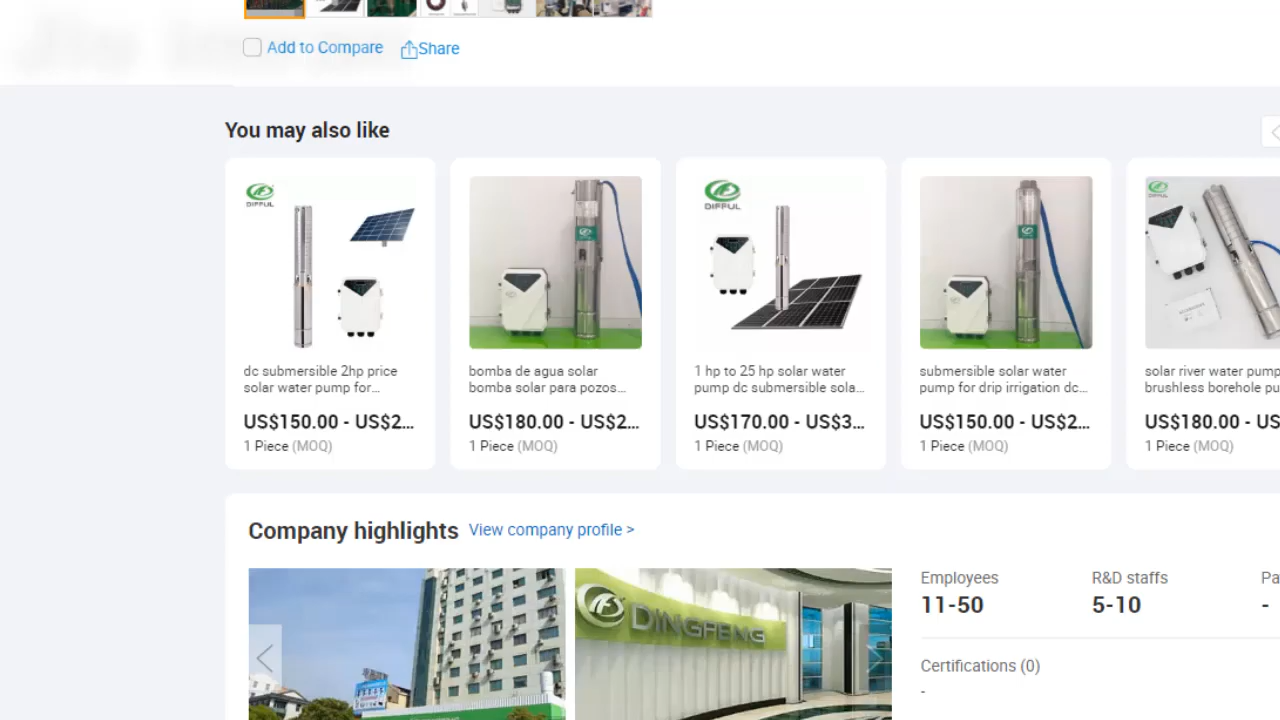 Add to Compare
Share
You may also like
DIFFUL
DIFFUL
dc submersible 2hp price
solar water pump for...
US$150.00 - US$2...
1 Piece (MOQ)
bomba de agua solar
bomba solar para pozos...
US$180.00 - US$2...
1 Piece (MOQ)
1 hp to 25 hp solar water
pump dc submersible sola...
US$170.00 - US$3...
1 Piece (MOQ)
submersible solar water
pump for drip irrigation dc...
US$150.00 - US$2...
1 Piece (MOQ)
solar river water pump
brushless borehole pu
US$180.00 - US
1 Piece (MOQ)
Company highlights
View company profile >
DINGFENG
Employees
11-50
R&D staffs
5-10
Pa
-
Certifications (0)
-